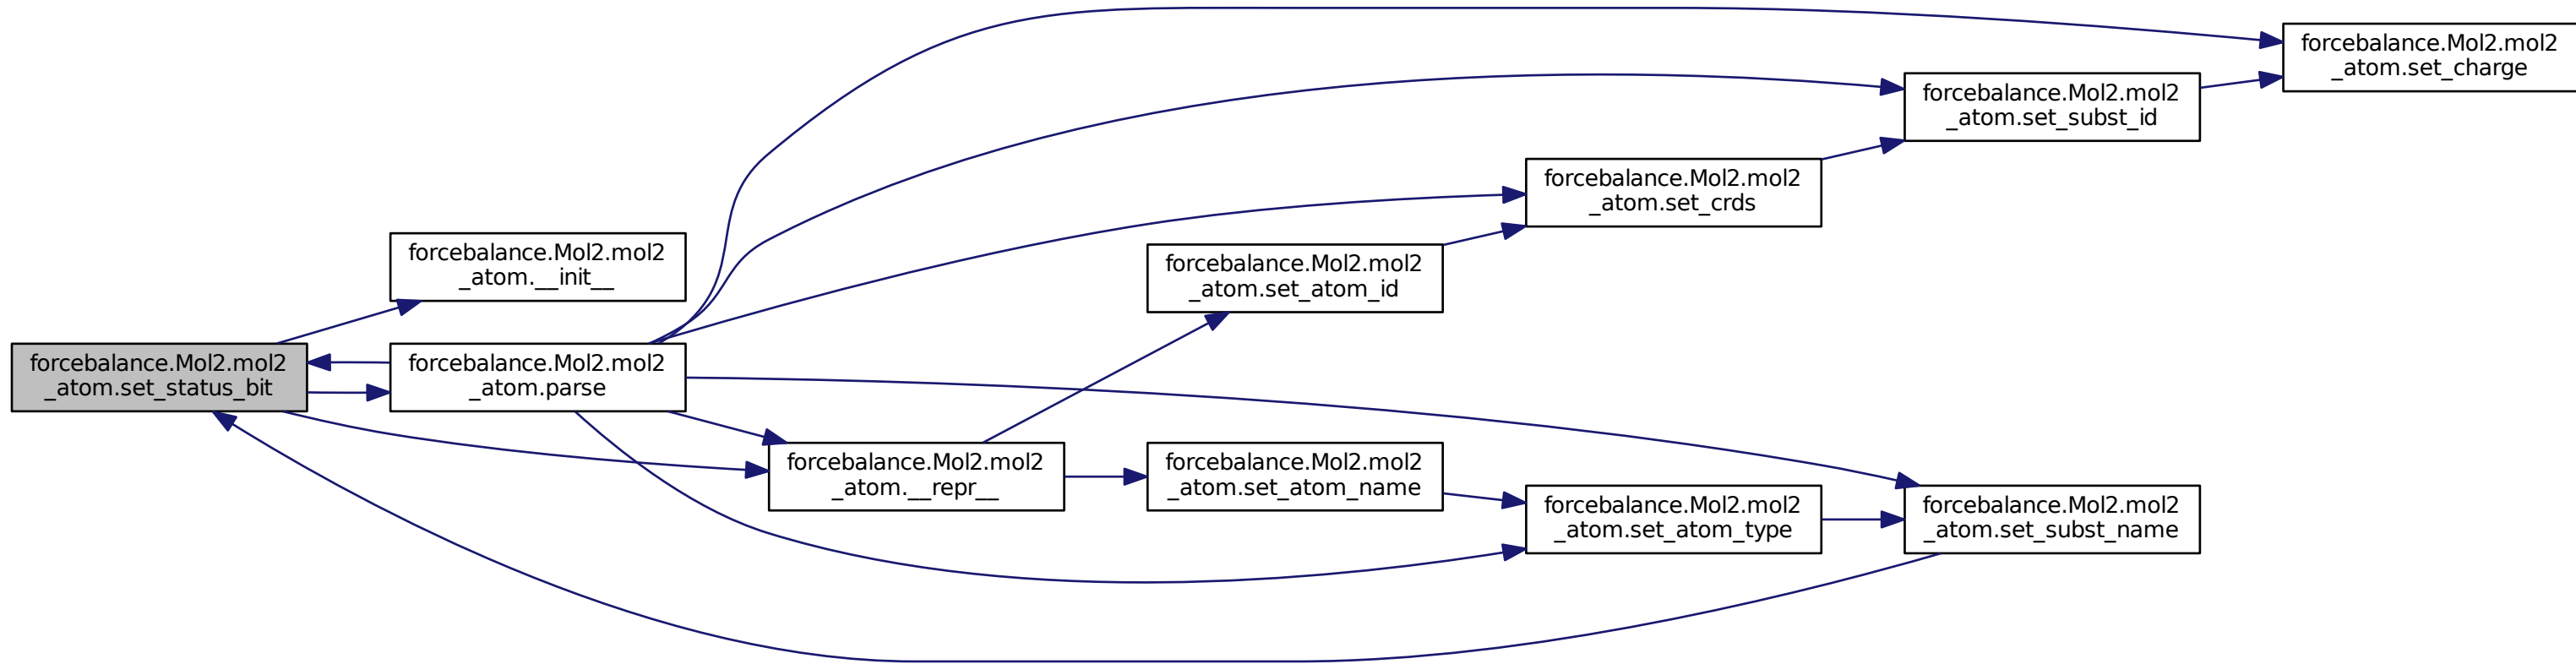 forcebalance.Mol2.mol2
_atom.set_charge
forcebalance.Mol2.mol2
_atom.set_subst_id
forcebalance.Mol2.mol2
_atom.set_crds
forcebalance.Mol2.mol2
_atom.__init__
forcebalance.Mol2.mol2
_atom.set_atom_id
forcebalance.Mol2.mol2
_atom.set_status_bit
forcebalance.Mol2.mol2
_atom.parse
forcebalance.Mol2.mol2
_atom.__repr__
forcebalance.Mol2.mol2
_atom.set_atom_name
forcebalance.Mol2.mol2
_atom.set_atom_type
forcebalance.Mol2.mol2
_atom.set_subst_name